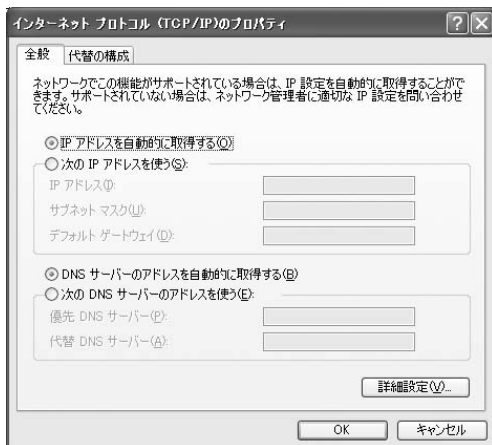 インターネット プロトコル (TCP/IP)のプロパティ
全般
代替の構成
ネットワークでこの機能がサポートされている場合は、IP 設定を自動的に取得することがで
きます。サポートされていない場合は、ネットワーク管理者に適切な IP 設定を問い合わせ
てください。
IP アドレスを自動的に取得する(O)
次の IP アドレスを使う(S):
IP アドレス(I):
サブネット マスク(U):
デフォルト ゲートウェイ(D):
DNS サーバーのアドレスを自動的に取得する(B)
次の DNS サーバーのアドレスを使う(E):
優先 DNS サーバー(P):
代替 DNS サーバー(A):
詳細設定(V)...
OK
キャンセル